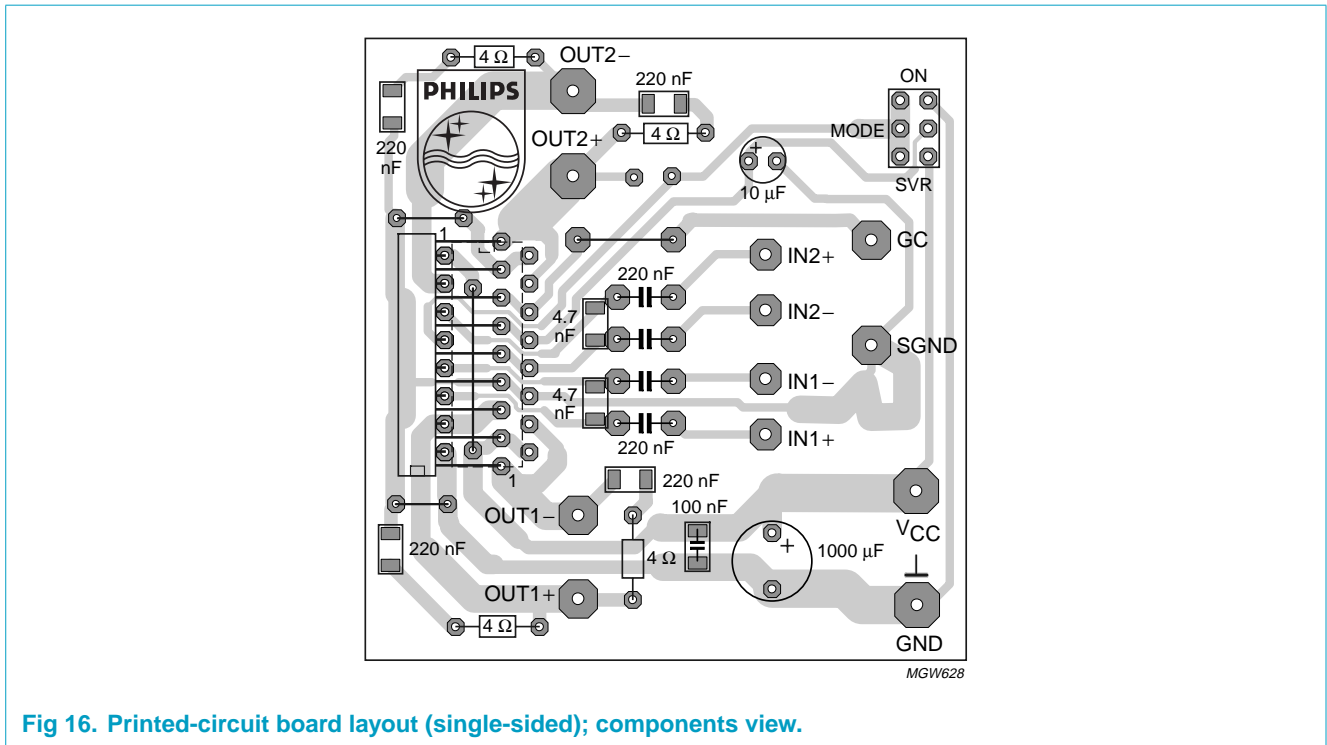 4 Ω
OUT2−
220 nF
ON
PHILIPS
4 Ω
MODE
OUT2+
220
nF
+
10 µF
SVR
1
−
GC
IN2+
220 nF
4.7
nF
IN2−
SGND
IN1−
4.7
nF
220 nF
IN1+
1
220 nF
100 nF
OUT1−
VCC
220 nF
4 Ω
+
1000 µF
OUT1+
4 Ω
GND
MGW628
Fig 16. Printed-circuit board layout (single-sided); components view.